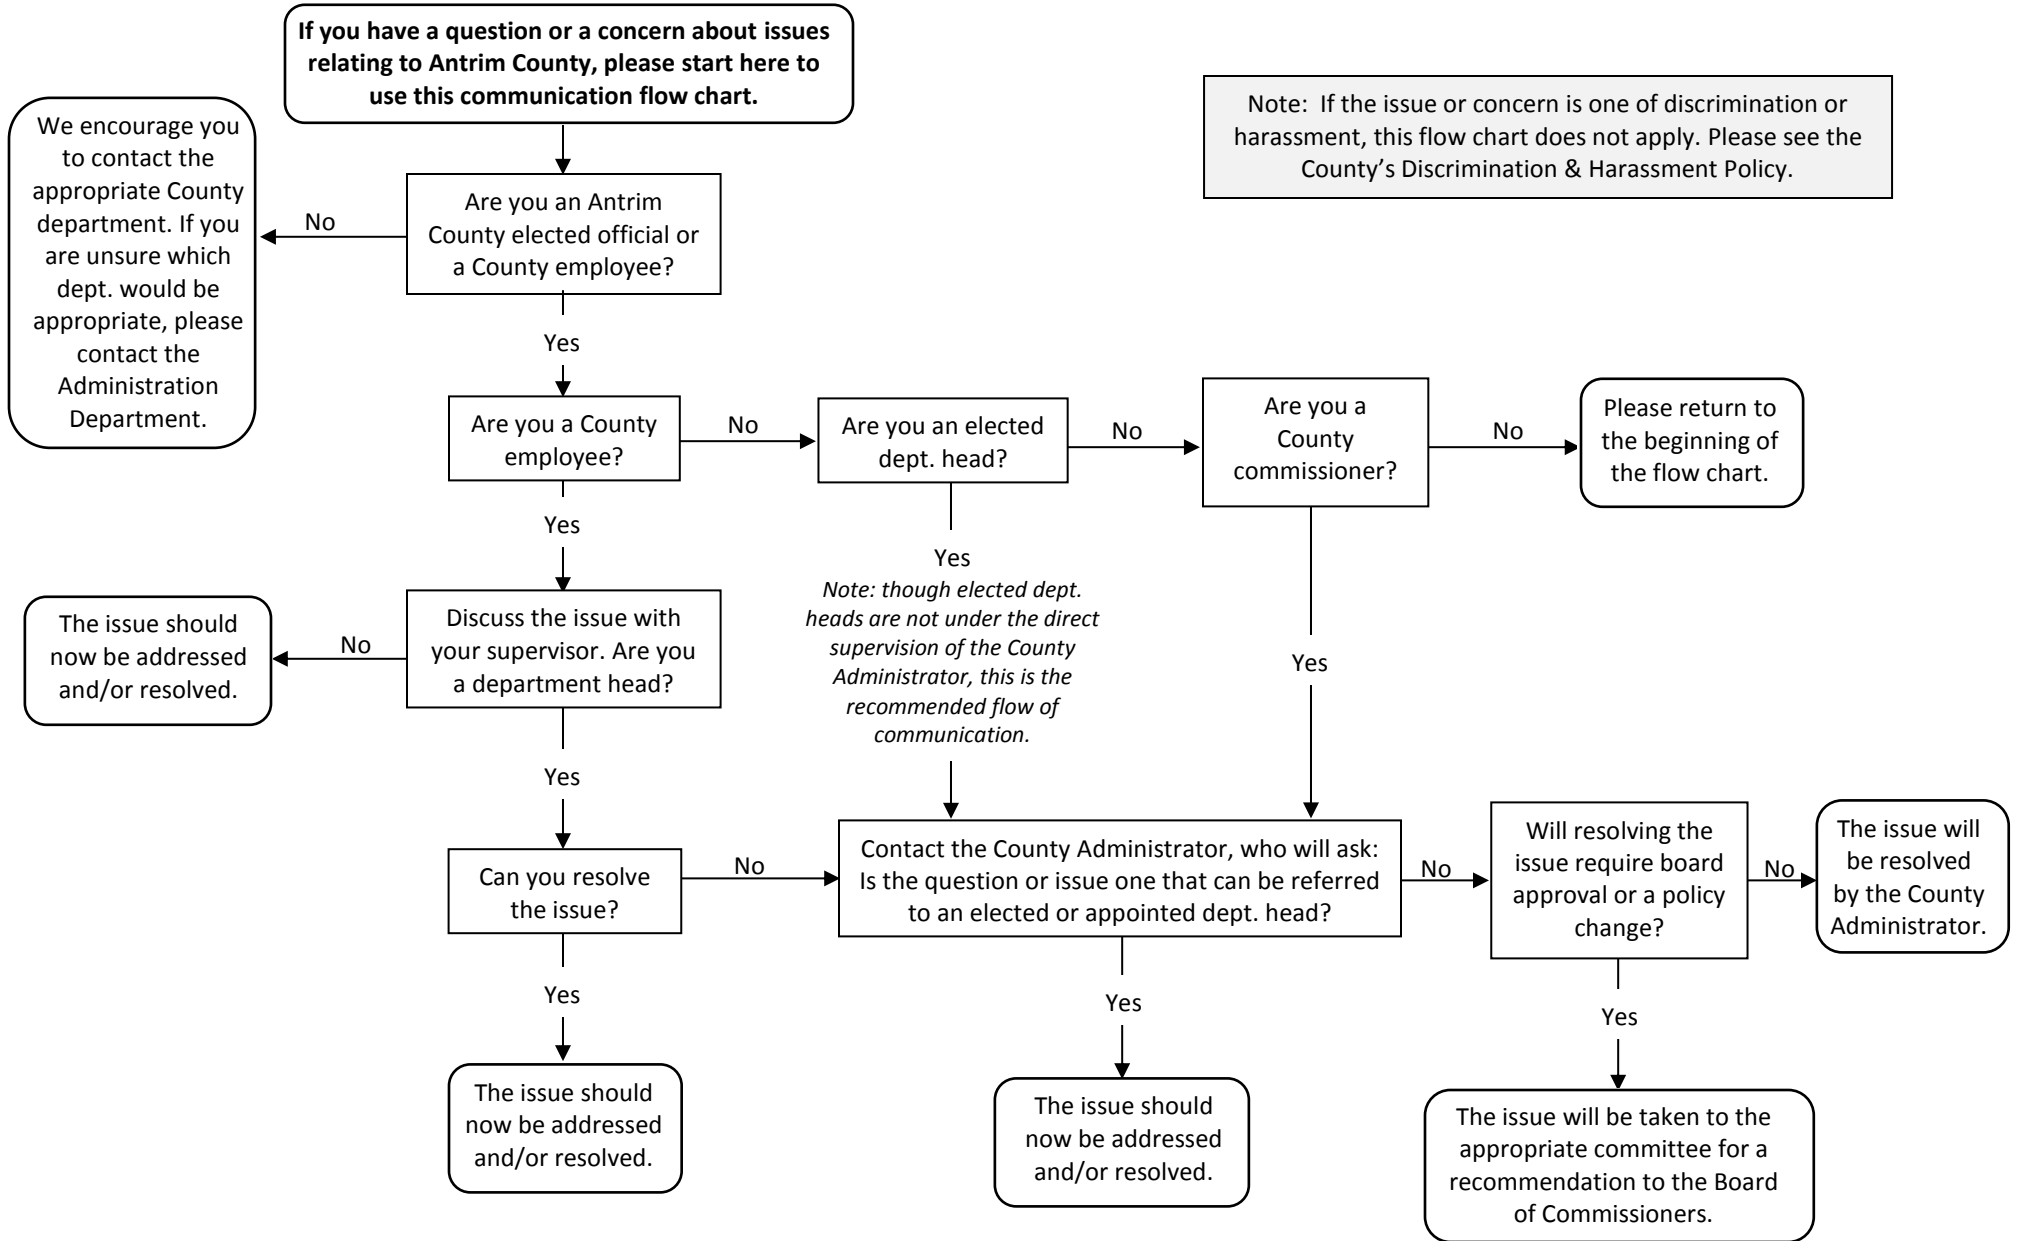 If you have a question or a concern about issues
relating to Antrim County, please start here to
use this communication flow chart.
Note:  If the issue or concern is one of discrimination or
harassment, this flow chart does not apply. Please see the
County’s Discrimination & Harassment Policy.
We encourage you
to contact the
appropriate County
department. If you
are unsure which
dept. would be
appropriate, please
contact the
Administration
Department.
No
Are you an Antrim
County elected official or
a County employee?
Yes
Are you a County
employee?
No
Are you an elected
dept. head?
No
Are you a
County
commissioner?
No
Please return to
the beginning of
the flow chart.
Yes
Yes
Note: though elected dept.
heads are not under the direct
supervision of the County
Administrator, this is the
recommended flow of
communication.
Yes
The issue should
now be addressed
and/or resolved.
No
Discuss the issue with
your supervisor. Are you
a department head?
Yes
Can you resolve
the issue?
No
Contact the County Administrator, who will ask:
Is the question or issue one that can be referred
to an elected or appointed dept. head?
No
Will resolving the
issue require board
approval or a policy
change?
No
The issue will
be resolved
by the County
Administrator.
Yes
Yes
Yes
The issue should
now be addressed
and/or resolved.
The issue should
now be addressed
and/or resolved.
The issue will be taken to the
appropriate committee for a
recommendation to the Board
of Commissioners.